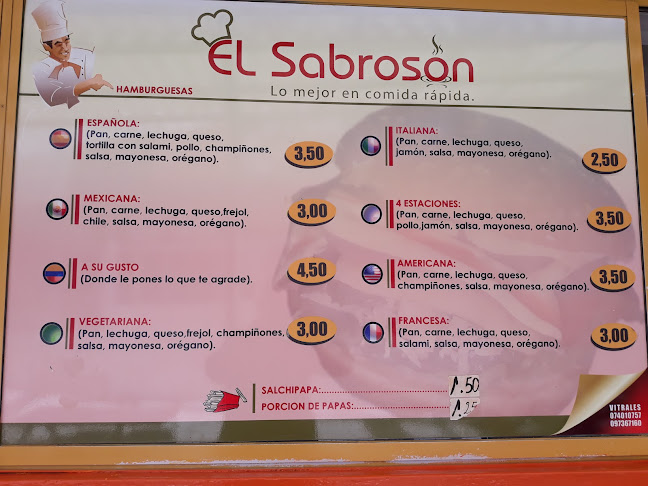 EL Sabrosón
Lo mejor en comida rápida.
HAMBURGUESAS
ESPAÑOLA:
(Pan, carne, lechuga, queso,
tortilla con salami, pollo, champiñones,
salsa, mayonesa, orégano).
3,50
MEXICANA:
(Pan, carne, lechuga, queso,frejol,
chile, salsa, mayonesa, orégano).
3,00
A SU GUSTO
(Donde le pones lo que te agrade).
4,50
VEGETARIANA:
(Pan, lechuga, queso,frejol, champiñones,
salsa, mayonesa, orégano).
3,00
ITALIANA:
(Pan, carne, lechuga, queso,
jamón, salsa, mayonesa, orégano).
2,50
4 ESTACIONES:
(Pan, carne, lechuga, queso,
pollo,jamón, salsa, mayonesa, orégano).
3,50
AMERICANA:
(Pan, carne, lechuga, queso,
champiñones, salsa, mayonesa, orégano).
3,50
FRANCESA:
(Pan, carne, lechuga, queso,
salami, salsa, mayonesa, orégano).
3,00
SALCHIPAPA:.................................. 1.50
PORCION DE PAPAS:......................... 1.25
VITRALES
074010757
097367160